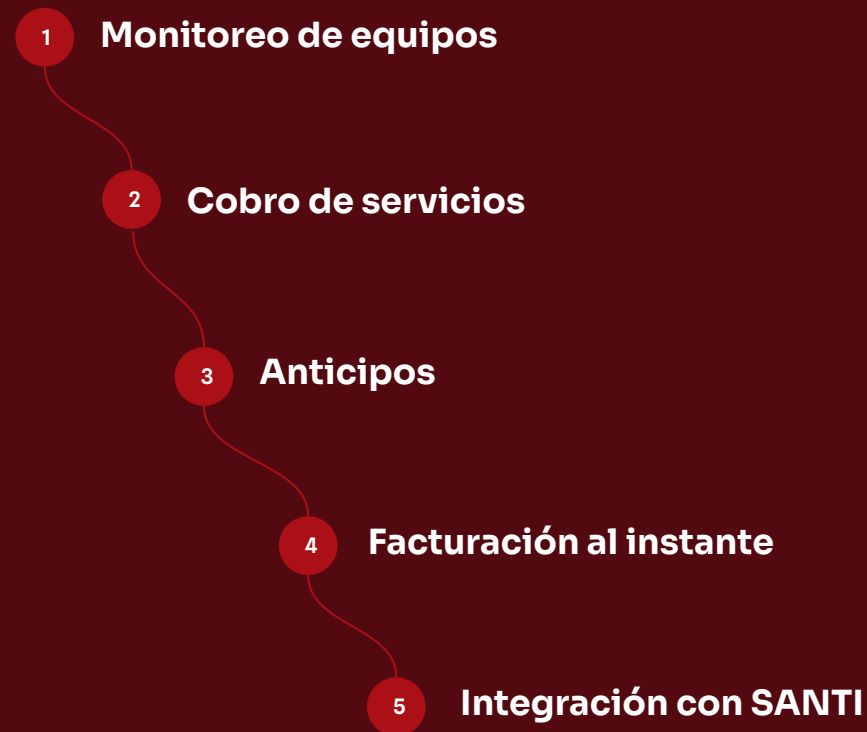 1 Monitoreo de equipos
2 Cobro de servicios
3 Anticipos
4 Facturación al instante
5 Integración con SANTI